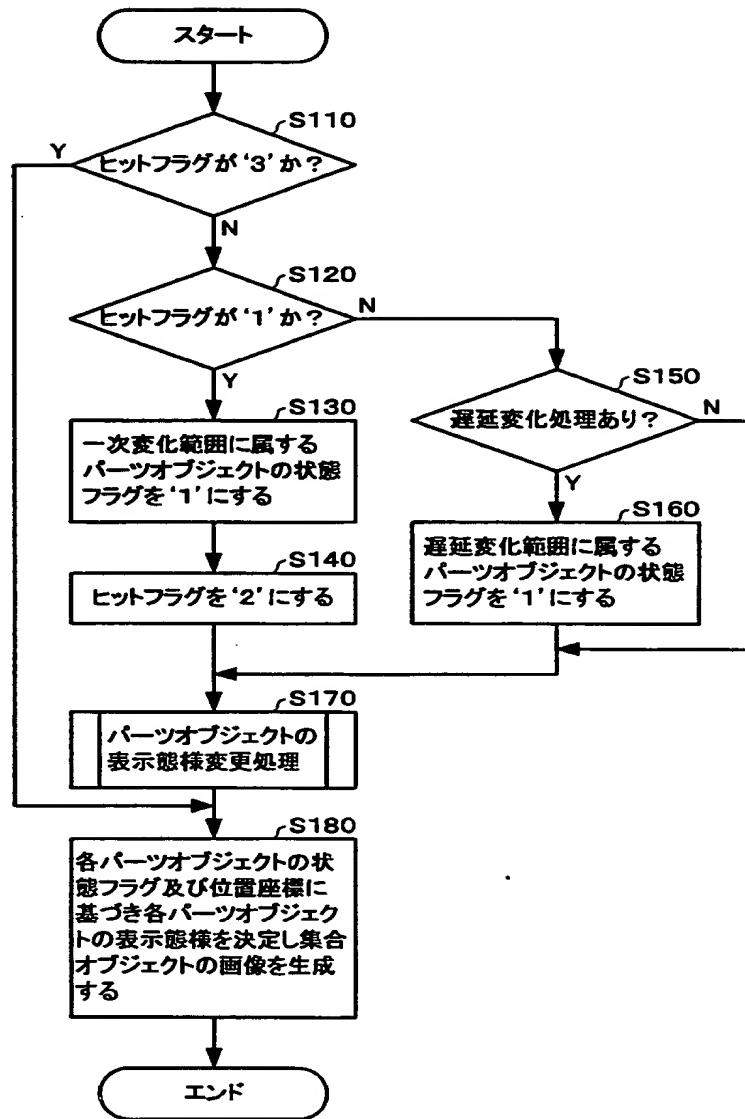 スタート
S110
ヒットフラグが‘3’か？
Y
N
S120
ヒットフラグが‘1’か？
N
Y
S130
一次変化範囲に属する
パーツオブジェクトの状態
フラグを‘1’にする
S140
ヒットフラグを‘2’にする
S150
遅延変化処理あり？
N
Y
S160
遅延変化範囲に属する
パーツオブジェクトの状態
フラグを‘1’にする
S170
パーツオブジェクトの
表示態様変更処理
S180
各パーツオブジェクトの状
態フラグ及び位置座標に
基づき各パーツオブジェク
トの表示態様を決定し集合
オブジェクトの画像を生成
する
エンド